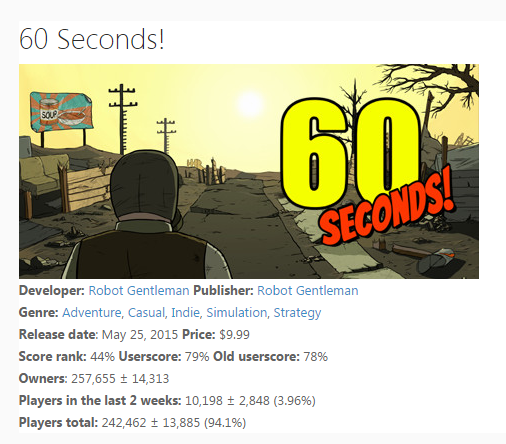 60 Seconds!
SOUP
60
SECONDS!
Developer: Robot Gentleman Publisher: Robot Gentleman
Genre: Adventure, Casual, Indie, Simulation, Strategy
Release date: May 25, 2015 Price: $9.99
Score rank: 44% Userscore: 79% Old userscore: 78%
Owners: 257,655 ± 14,313
Players in the last 2 weeks: 10,198 ± 2,848 (3.96%)
Players total: 242,462 ± 13,885 (94.1%)